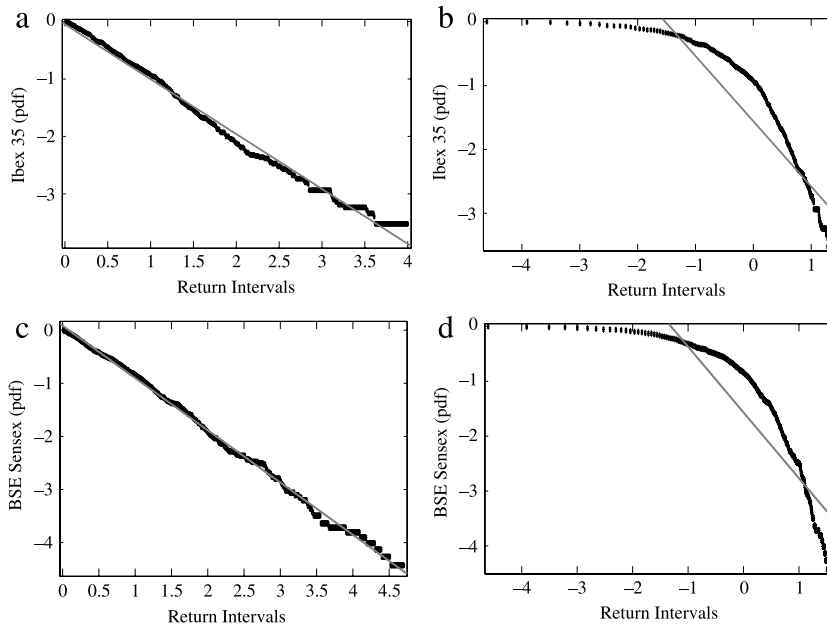 a
0
−1
−2
−3
Ibex 35 (pdf)
0 0.5 1 1.5 2 2.5 3 3.5 4
Return Intervals
b
0
−1
−2
−3
Ibex 35 (pdf)
−4 −3 −2 −1 0 1
Return Intervals
c
0
−1
−2
−3
−4
BSE Sensex (pdf)
0 0.5 1 1.5 2 2.5 3 3.5 4 4.5
Return Intervals
d
0
−1
−2
−3
−4
BSE Sensex (pdf)
−4 −3 −2 −1 0 1
Return Intervals